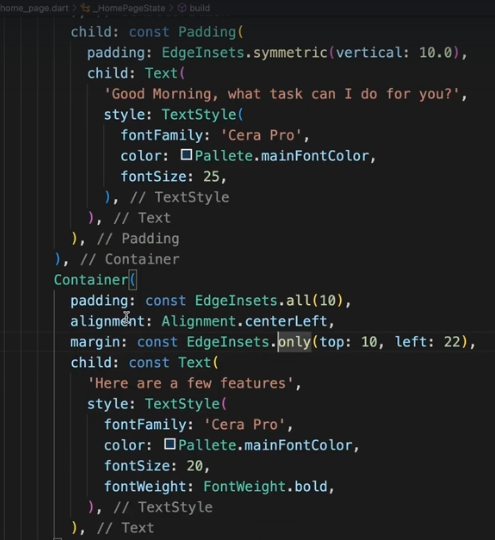 home_page.dart > _HomePageState > build
child: const Padding(
padding: EdgeInsets.symmetric(vertical: 10.0),
child: Text(
'Good Morning, what task can I do for you?',
style: TextStyle(
fontFamily: 'Cera Pro',
color: Pallete.mainFontColor,
fontSize: 25,
), // TextStyle
), // Text
), // Padding
), // Container
Container(
padding: const EdgeInsets.all(10),
alignment: Alignment.centerLeft,
margin: const EdgeInsets.only(top: 10, left: 22),
child: const Text(
'Here are a few features',
style: TextStyle(
fontFamily: 'Cera Pro',
color: Pallete.mainFontColor,
fontSize: 20,
fontWeight: FontWeight.bold,
), // TextStyle
), // Text